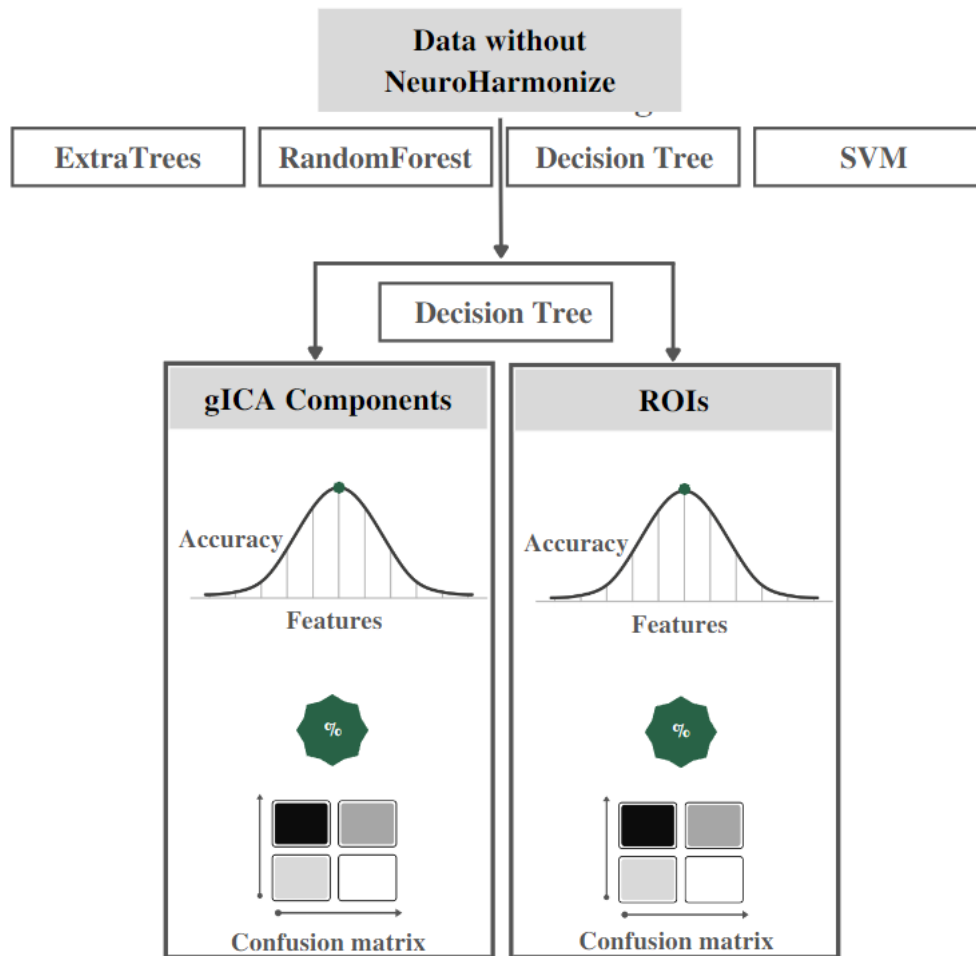 Data without
NeuroHarmonize
ExtraTrees
RandomForest
Decision Tree
SVM
Decision Tree
gICA Components
ROIs
Accuracy
Accuracy
Features
Features
%
%
Confusion matrix
Confusion matrix